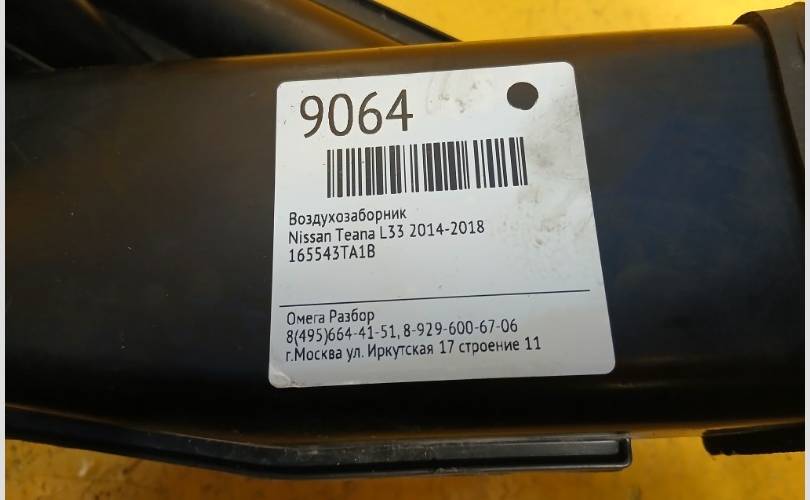 9064
Воздухозаборник
Nissan Teana L33 2014-2018
165543TA1B
Омега Разбор
8(495)664-41-51, 8-929-600-67-06
г.Москва ул. Иркутская 17 строение 11